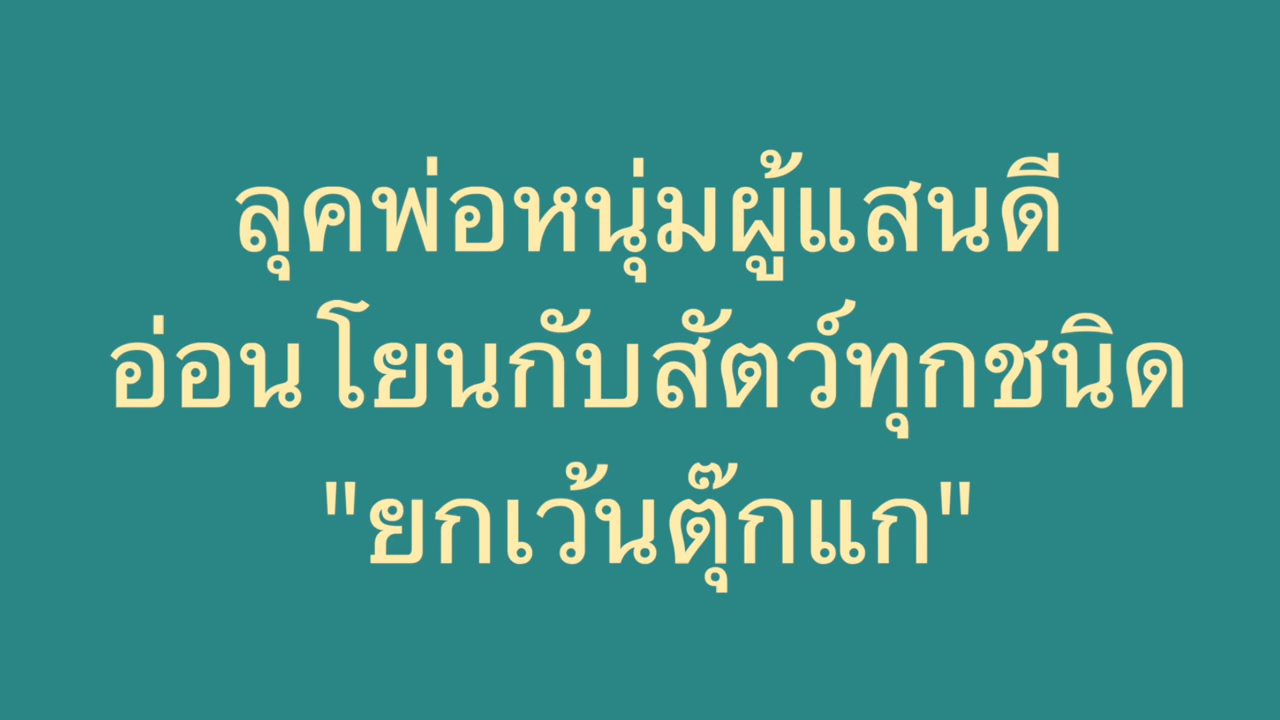 ลุคพ่อหนุ่มผู้แสนดี
อ่อนโยนกับสัตว์ทุกชนิด
"ยกเว้นตุ๊กแก"